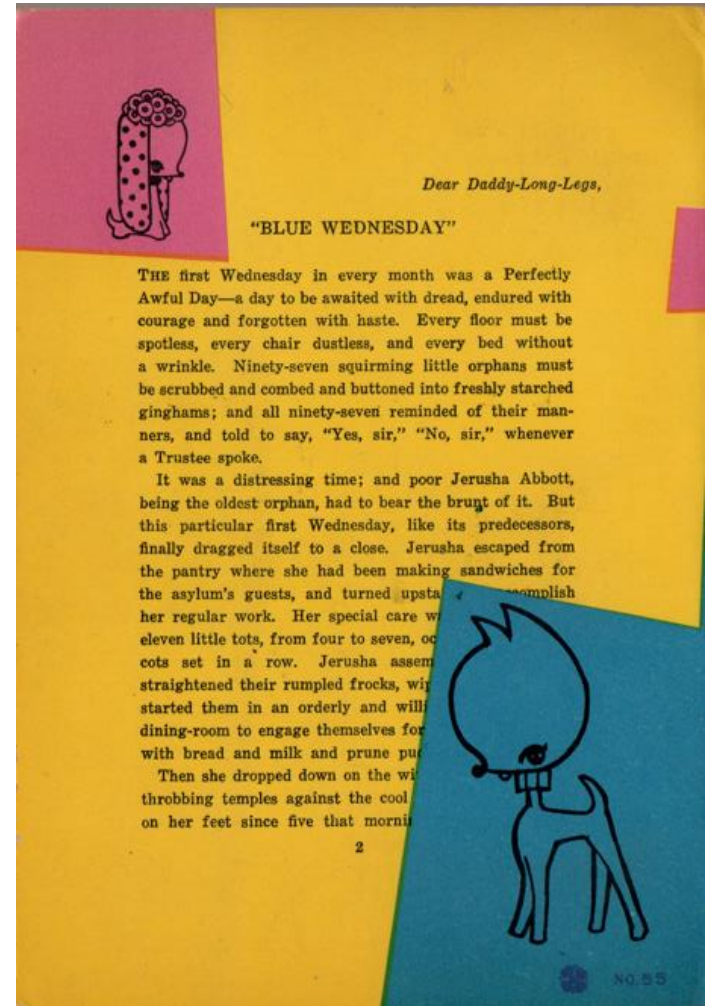 Dear Daddy-Long-Legs,
"BLUE WEDNESDAY"
THE first Wednesday in every month was a Perfectly
Awful Day—a day to be awaited with dread, endured with
courage and forgotten with haste. Every floor must be
spotless, every chair dustless, and every bed without
a wrinkle. Ninety-seven squirming little orphans must
be scrubbed and combed and buttoned into freshly starched
ginghams; and all ninety-seven reminded of their man-
ners, and told to say, "Yes, sir," "No, sir," whenever
a Trustee spoke.
It was a distressing time; and poor Jerusha Abbott,
being the oldest orphan, had to bear the brunt of it. But
this particular first Wednesday, like its predecessors,
finally dragged itself to a close. Jerusha escaped from
the pantry where she had been making sandwiches for
the asylum's guests, and turned upsta
her regular work. Her special care w
eleven little tots, from four to seven, oc
cots set in a row. Jerusha assem
straightened their rumpled frocks, wip
started them in an orderly and willi
dining-room to engage themselves for
with bread and milk and prune pud
Then she dropped down on the wi
throbbing temples against the cool
on her feet since five that morni
2
NO.55